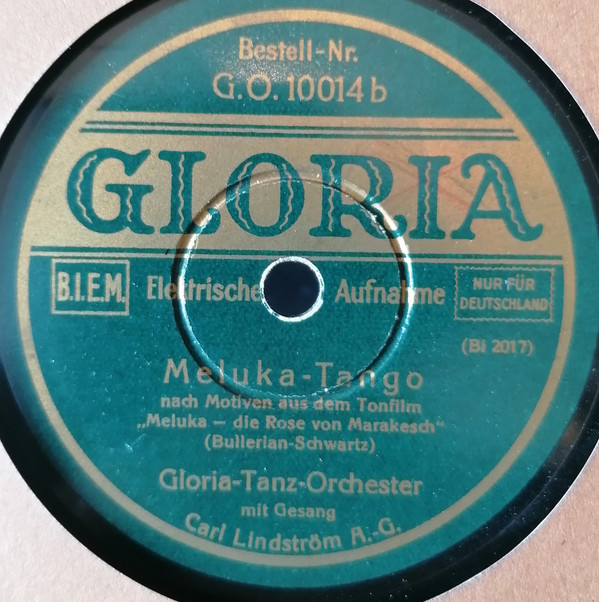 Bestell-Nr.
G.O. 10014b
GLORIA
B.I.E.M. Elektrische Aufnahme NUR FÜR
DEUTSCHLAND
(Bi 2017)
Meluka-Tango
nach Motiven aus dem Tonfilm
„Meluka — die Rose von Marakesch“
(Bullerian-Schwartz)
Gloria-Tanz-Orchester
mit Gesang
Carl Lindström A.-G.